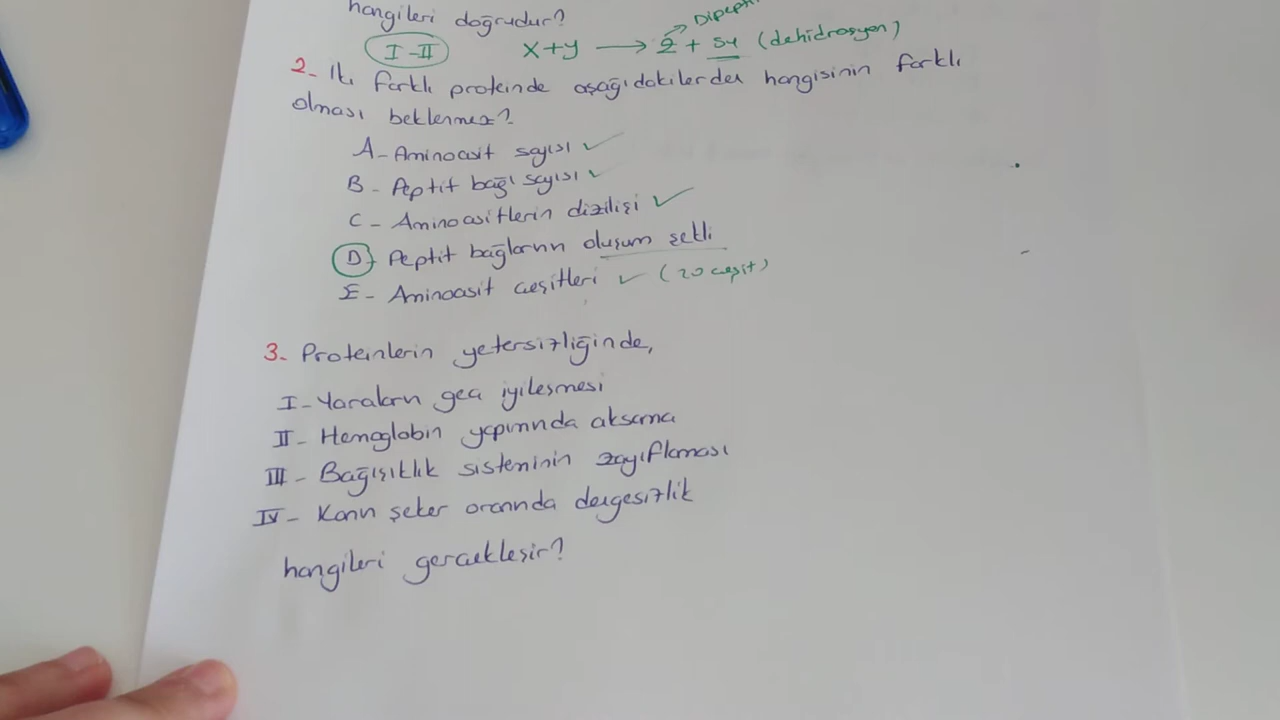 hangileri doğrudur?
Dipepti
I-II
X+y → 2 + su (dehidrasyon)
2- İki farklı proteinde aşağıdakilerden hangisinin farklı
olması beklenmez?
A- Aminoasit sayısı ✓
B- Peptit bağı sayısı ✓
C- Aminoasitlerin dizilişi ✓
D- Peptit bağlarının oluşum şekli
E- Aminoasit çeşitleri ✓ (20 çeşit)
3. Proteinlerin yetersizliğinde,
I- Yaraların geç iyileşmesi
II- Hemoglobin yapımında aksama
III- Bağışıklık sisteminin zayıflaması
IV- Kanın şeker oranında dengesizlik
hangileri gerçekleşir?